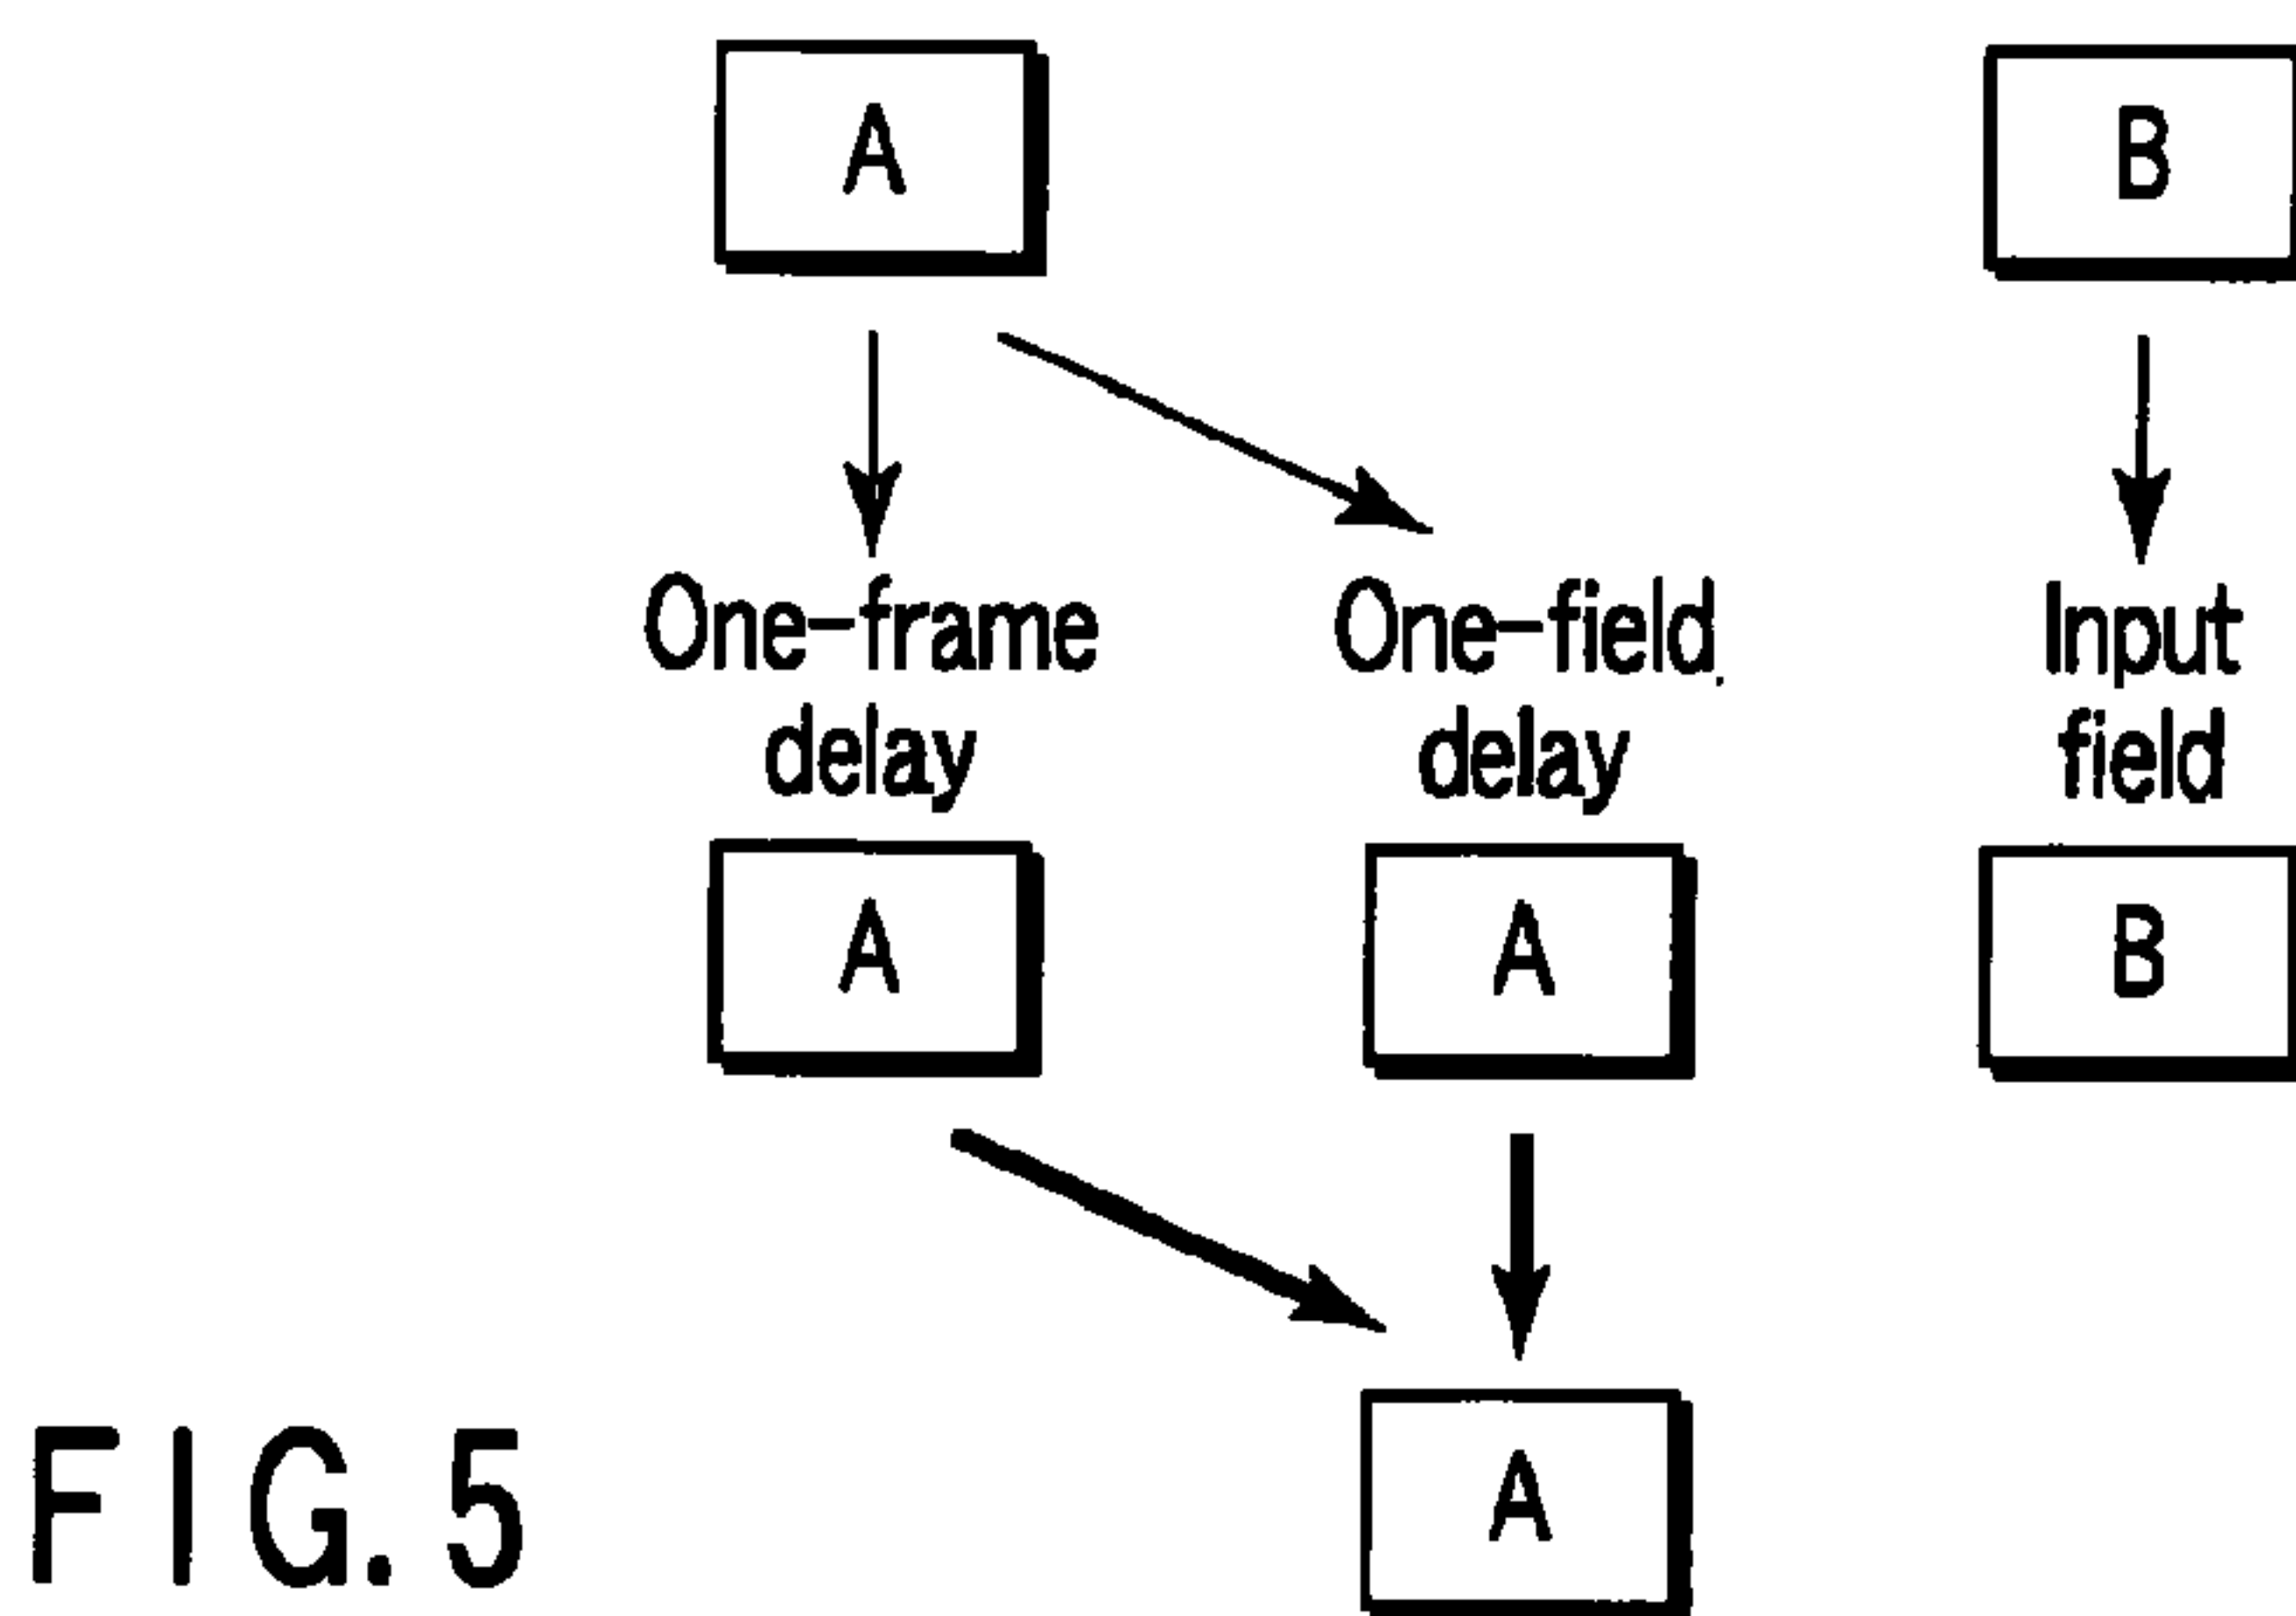 A
B
One-frame
delay
One-field
delay
Input
field
A
A
B
A
FIG. 5